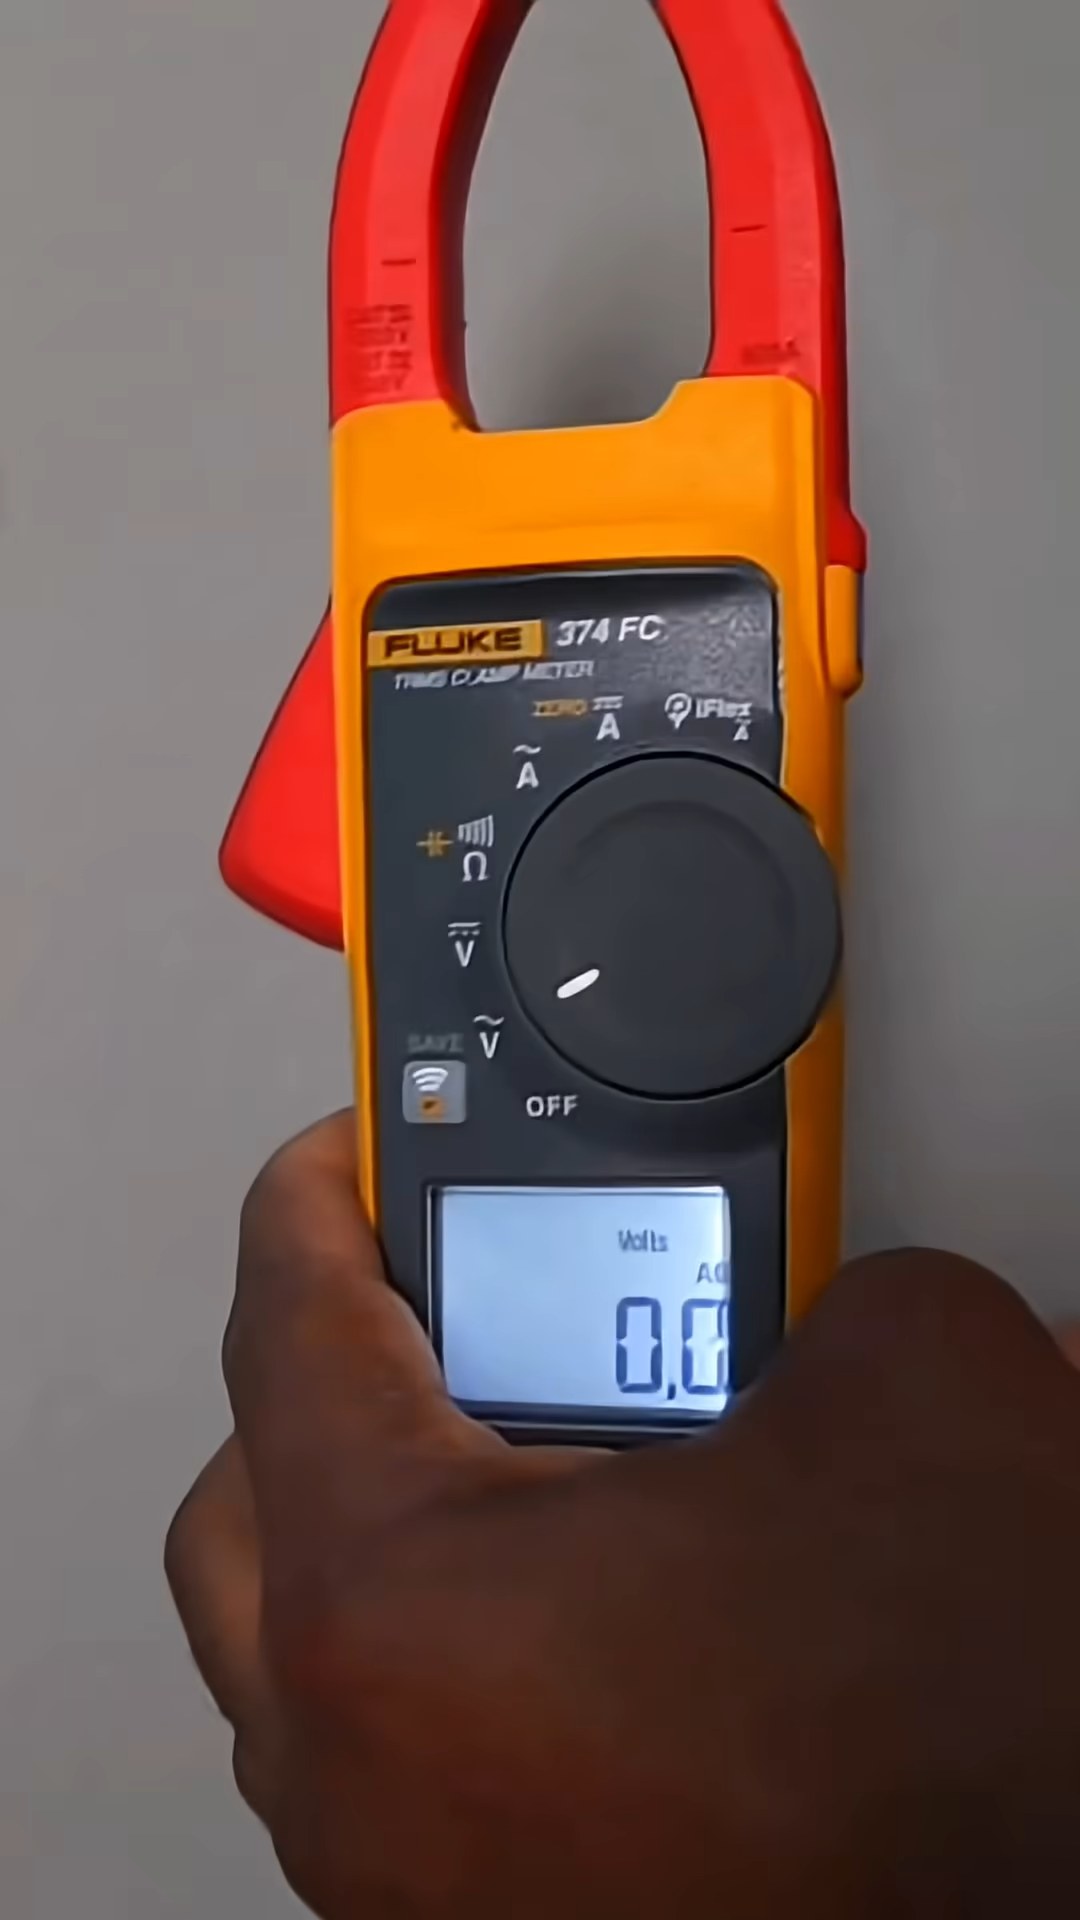 FLUKE 374 FC
TRMS CLAMP METER
ZERO A
iFlex
A
A
Ω
V
SAVE V
OFF
Volts
AC
0,0